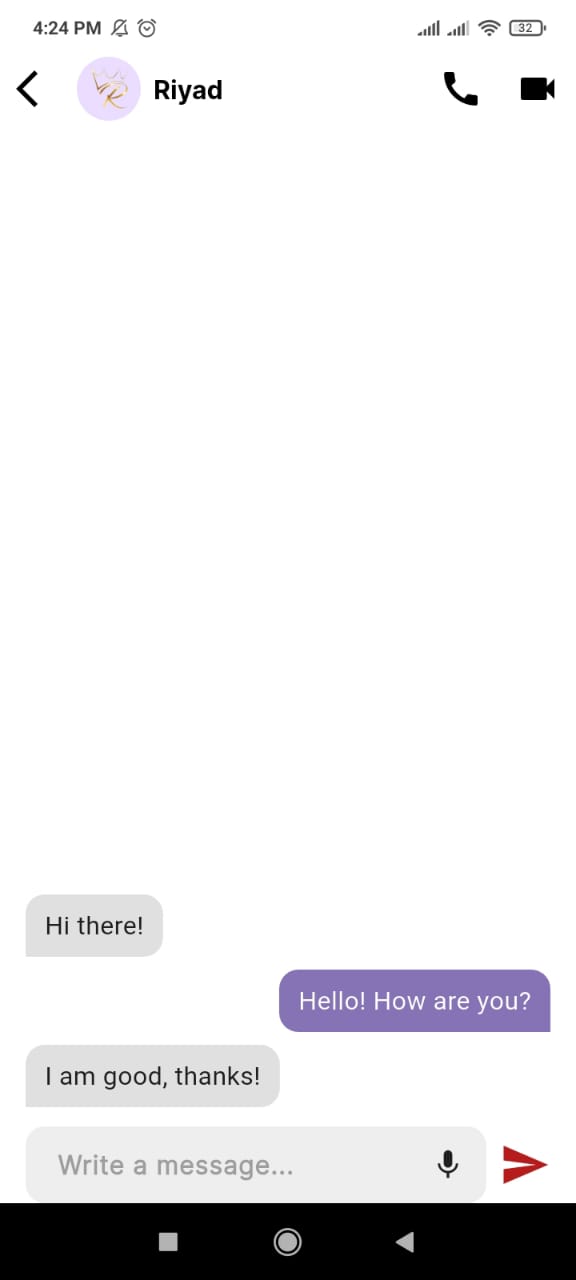 4:24 PM
32
Riyad
Hi there!
Hello! How are you?
I am good, thanks!
Write a message...